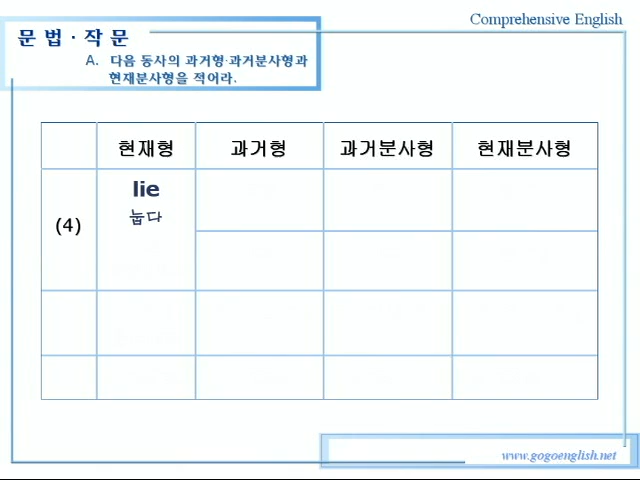 Comprehensive English
문 법 · 작 문
A. 다음 동사의 과거형·과거분사형과
현재분사형을 적어라.
현재형 과거형 과거분사형 현재분사형
(4) lie
눕다
www.gogoenglish.net